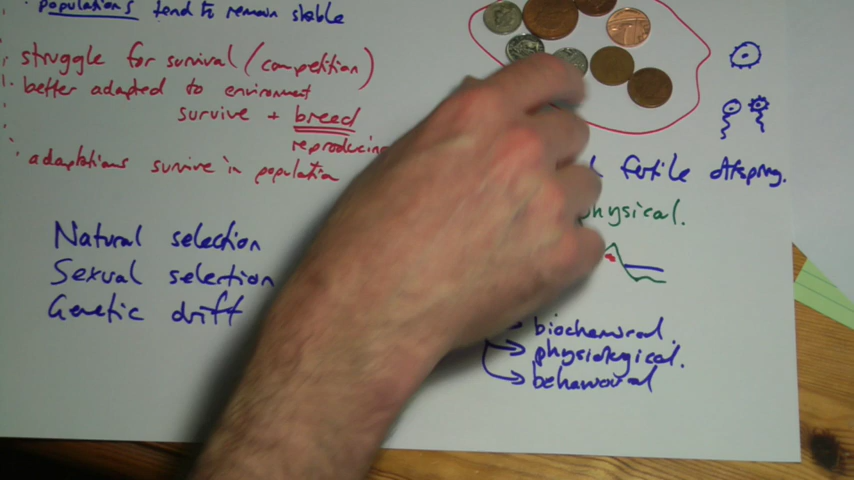 populations tend to remain stable
struggle for survival (competition)
better adapted to environment
survive + breed
reproducing
adaptations survive in population
Natural selection
Sexual selection
Genetic drift
fertile offspring.
physical.
biochemical.
physiological.
behavioural